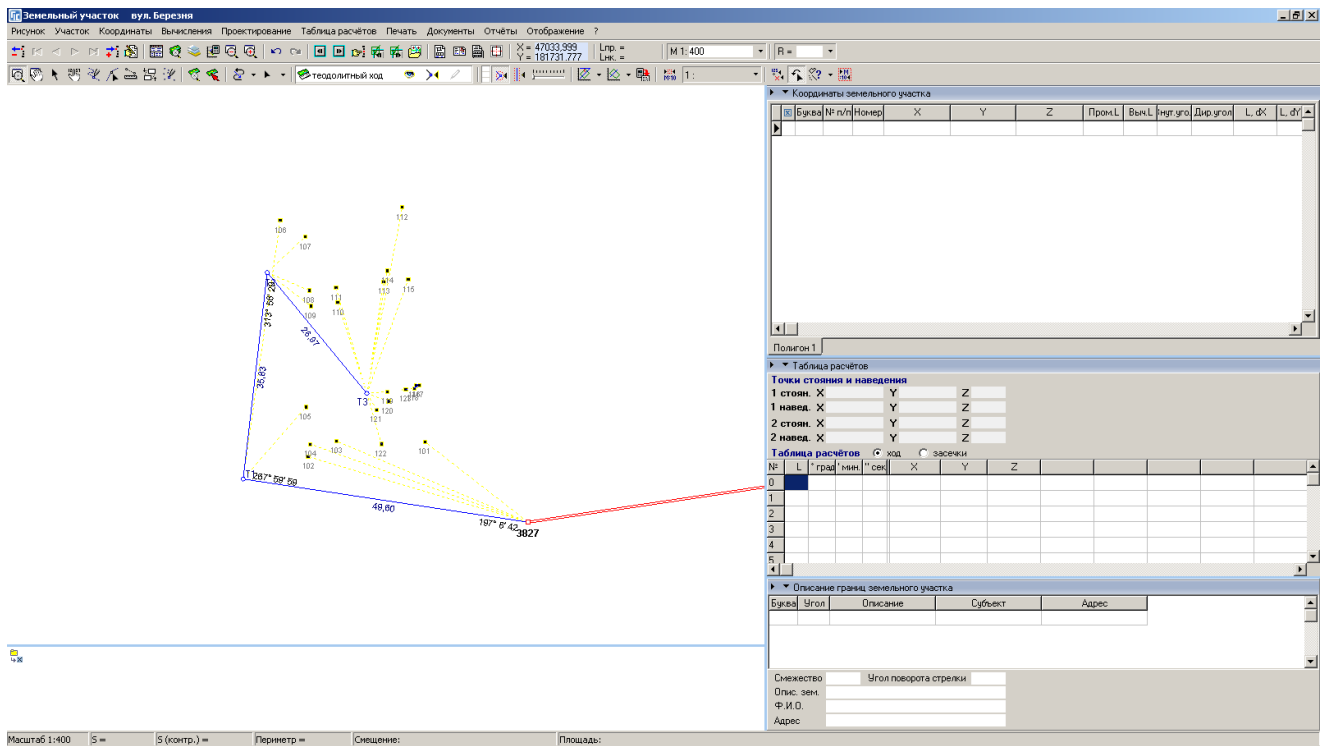 Земельный участок    вул. Березня
Рисунок Участок Координаты Вычисления Проектирование Таблица расчётов Печать Документы Отчёты Отображение ?
X = 47033,999 Lпр. = M 1: 400 R =
Y = 181731.777 Lнк. =
теодолитный ход 1 :
Координаты земельного участка
Буква № п/п Номер X Y Z Пром.L Выч.L Дир.угол L, dX L, dY
Полигон 1
Таблица расчётов
Точки стояния и наведения
1 стоян. X Y Z
1 навед. X Y Z
2 стоян. X Y Z
2 навед. X Y Z
Таблица расчётов ход засечки
№ L ° град ' мин. '' сек X Y Z
0
1
2
3
4
5
Описание границ земельного участка
Буква Угол Описание Субъект Адрес
Смежество Угол поворота стрелки
Опис. зем.
Ф.И.О.
Адрес
112
106
107
114
113
115
108
111
109
110
313° 56' 29
26,97
35,83
T3
119
123
120
121
105
104
103
102
122
101
T1
267° 59' 59
49,60
197° 6' 42
3827
Масштаб 1:400 S = S (контр.) = Периметр = Смещение: Площадь: